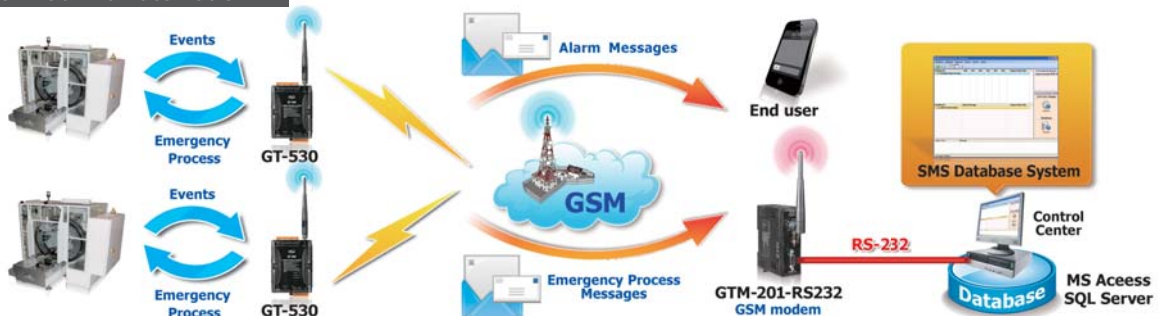 Events
Emergency
Process
GT-530
Events
Emergency
Process
GT-530
Alarm Messages
GSM
Emergency Process
Messages
End user
GTM-201-RS232
GSM modem
RS-232
SMS Database System
Control
Center
Database
MS Aceess
SQL Server